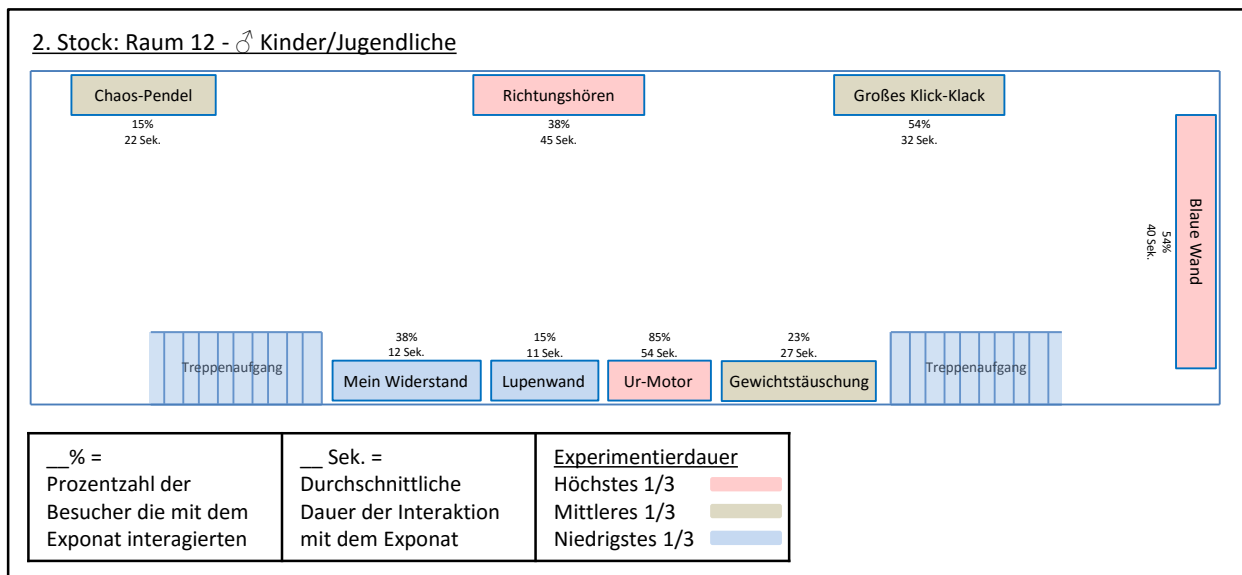 2. Stock: Raum 12 - ♂ Kinder/Jugendliche
Chaos-Pendel
15%
22 Sek.
Richtungshören
38%
45 Sek.
Großes Klick-Klack
54%
32 Sek.
Blaue Wand
54%
40 Sek.
Treppenaufgang
38%
12 Sek.
Mein Widerstand
15%
11 Sek.
Lupenwand
85%
54 Sek.
Ur-Motor
23%
27 Sek.
Gewichtstäuschung
Treppenaufgang
__% =
Prozentzahl der
Besucher die mit dem
Exponat interagierten
__ Sek. =
Durchschnittliche
Dauer der Interaktion
mit dem Exponat
Experimentierdauer
Höchstes 1/3
Mittleres 1/3
Niedrigstes 1/3